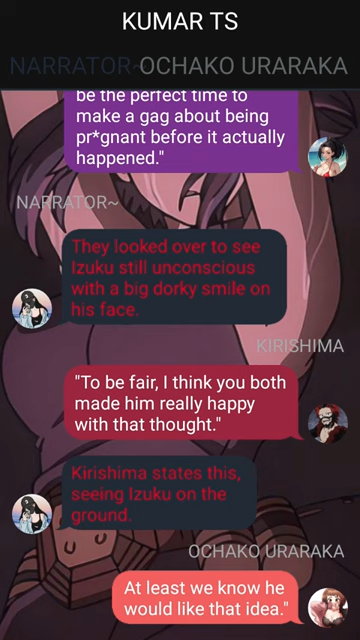 KUMAR TS
NARRATOR~ OCHAKO URARAKA
be the perfect time to
make a gag about being
pr*gnant before it actually
happened."
NARRATOR~
They looked over to see
Izuku still unconscious
with a big dorky smile on
his face.
KIRISHIMA
"To be fair, I think you both
made him really happy
with that thought."
Kirishima states this,
seeing Izuku on the
ground.
OCHAKO URARAKA
At least we know he
would like that idea."